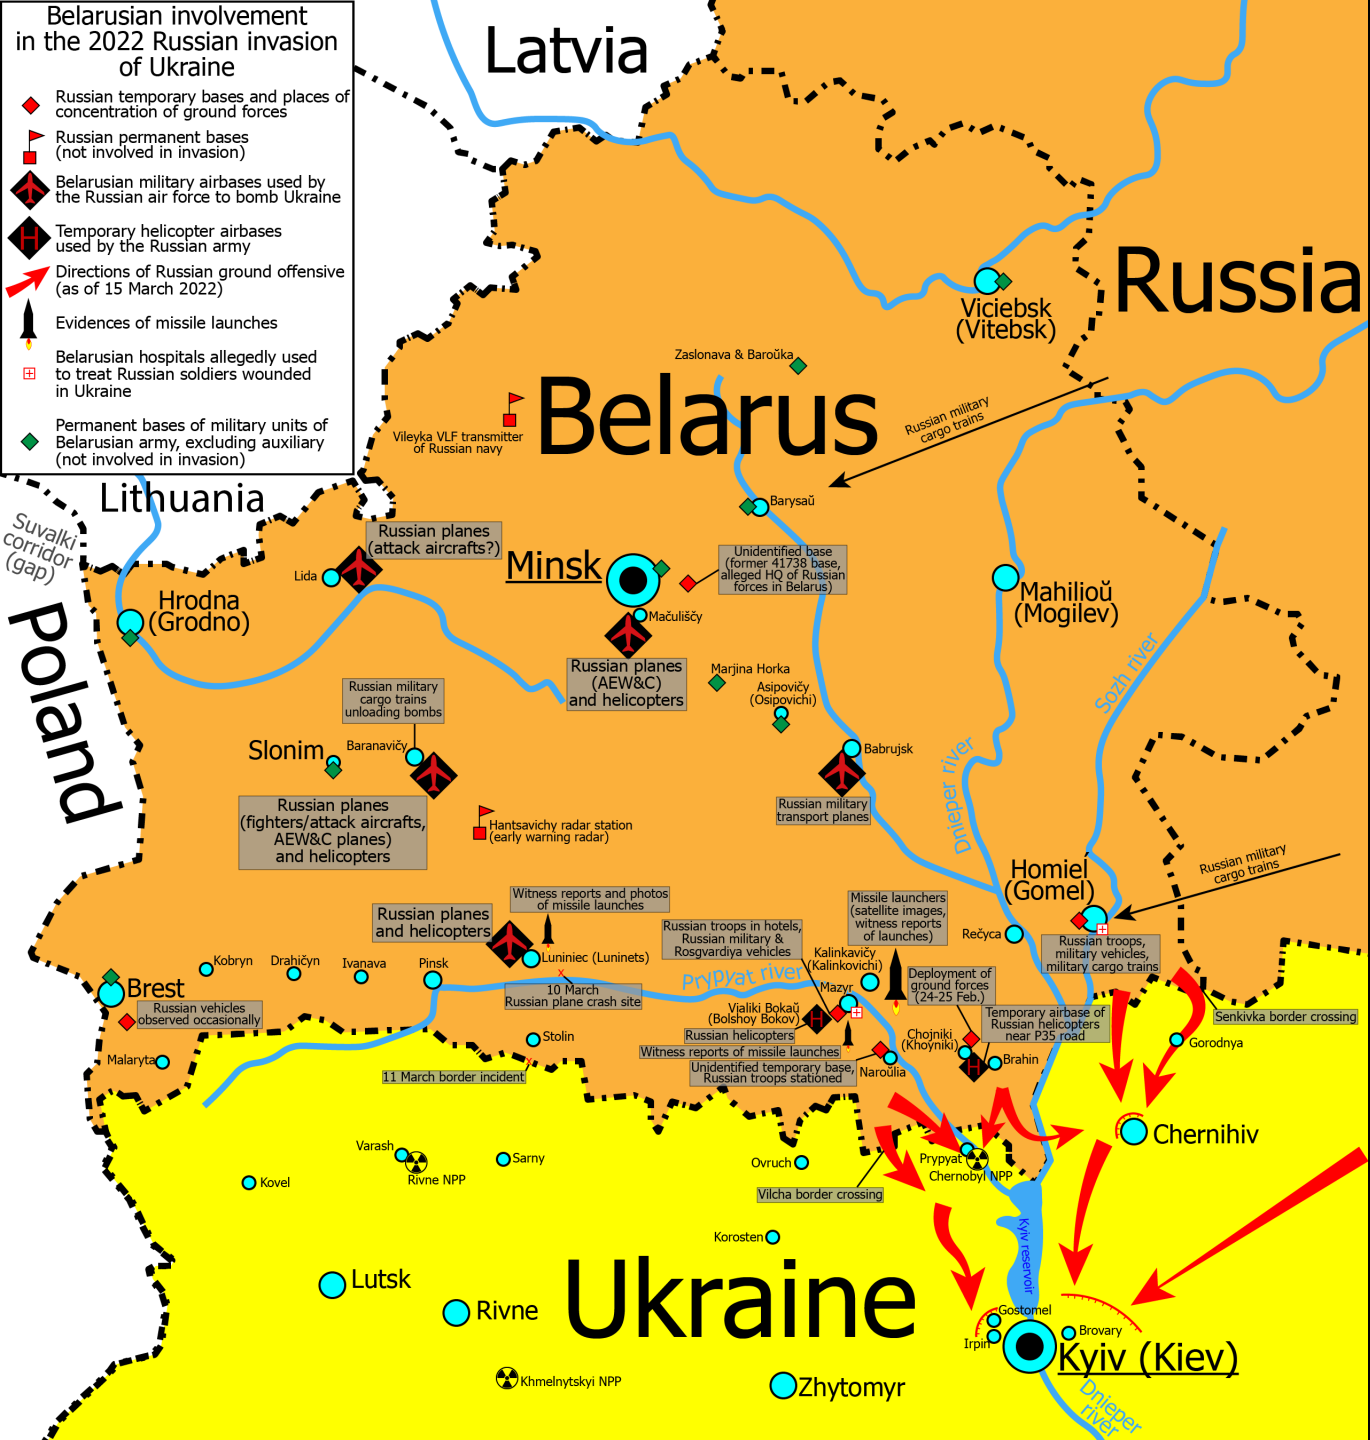 Belarusian involvement
in the 2022 Russian invasion
of Ukraine
Russian temporary bases and places of
concentration of ground forces
Russian permanent bases
(not involved in invasion)
Belarusian military airbases used by
the Russian air force to bomb Ukraine
H
Temporary helicopter airbases
used by the Russian army
Directions of Russian ground offensive
(as of 15 March 2022)
Evidences of missile launches
Belarusian hospitals allegedly used
to treat Russian soldiers wounded
in Ukraine
Permanent bases of military units of
Belarusian army, excluding auxiliary
(not involved in invasion)
Latvia
Russia
Viciebsk
(Vitebsk)
Zaslonava & Baroŭka
Belarus
Vileyka VLF transmitter
of Russian navy
Russian military
cargo trains
Lithuania
Suvalki
corridor
(gap)
Barysaŭ
Russian planes
(attack aircrafts?)
Lida
Minsk
Unidentified base
(former 41738 base,
alleged HQ of Russian
forces in Belarus)
Hrodna
(Grodno)
Mahilioŭ
(Mogilev)
Mačuliščy
Poland
Russian planes
(AEW&C)
and helicopters
Marjina Horka
Asipovičy
(Osipovichi)
Sozh river
Russian military
cargo trains
unloading bombs
Slonim
Baranavičy
Babrujsk
Dnieper river
Russian military
transport planes
Russian planes
(fighters/attack aircrafts,
AEW&C planes)
and helicopters
Hantsavichy radar station
(early warning radar)
Homieĺ
(Gomel)
Russian military
cargo trains
Witness reports and photos
of missile launches
Russian planes
and helicopters
Missile launchers
(satellite images,
witness reports
of launches)
Russian troops in hotels,
Russian military &
Rosgvardiya vehicles
Rečyca
Russian troops,
military vehicles,
military cargo trains
Kobryn
Drahičyn
Ivanava
Pinsk
Luniniec (Luninets)
x
10 March
Russian plane crash site
Prypyat river
Kalinkavičy
(Kalinkovichi)
Mazyr
Deployment of
ground forces
(24-25 Feb.)
Brest
Russian vehicles
observed occasionally
Vialiki Bokaŭ
(Bolshoy Bokov)
H
Russian helicopters
Temporary airbase of
Russian helicopters
near P35 road
Senkivka border crossing
Stolin
Witness reports of missile launches
Chojniki
(Khoyniki)
H
Brahin
Gorodnya
Malaryta
x
11 March border incident
Unidentified temporary base,
Russian troops stationed
Naroŭlia
Chernihiv
Varash
Rivne NPP
Sarny
Ovruch
Prypyat
Chernobyl NPP
Kovel
Vilcha border crossing
Korosten
Kyiv reservoir
Lutsk
Rivne
Ukraine
Gostomel
Irpin
Brovary
Kyiv (Kiev)
Khmelnytskyi NPP
Zhytomyr
Dnieper
river